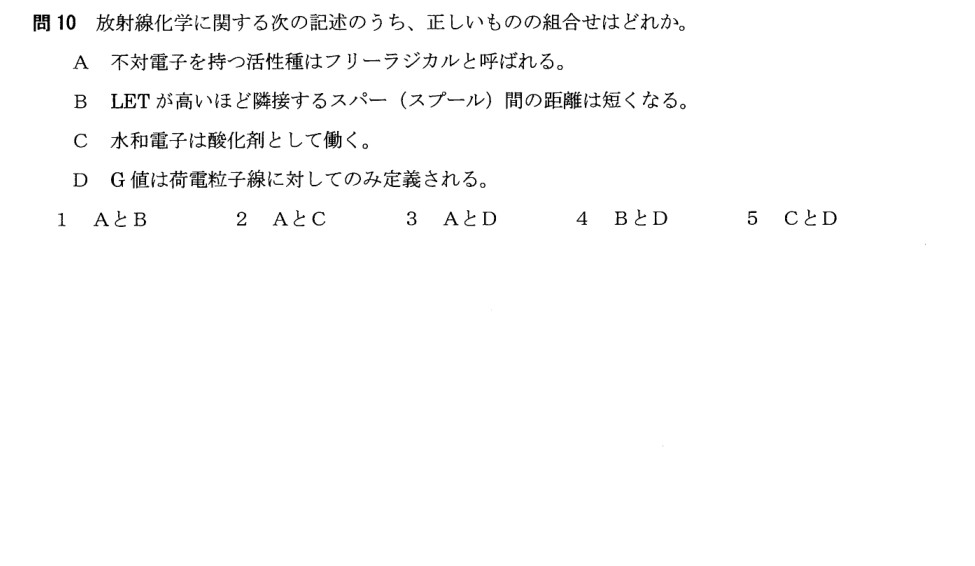 問10 放射線化学に関する次の記述のうち、正しいものの組合せはどれか。
A 不対電子を持つ活性種はフリーラジカルと呼ばれる。
B LETが高いほど隣接するスパー（スプール）間の距離は短くなる。
C 水和電子は酸化剤として働く。
D G値は荷電粒子線に対してのみ定義される。
1 AとB 2 AとC 3 AとD 4 BとD 5 CとD